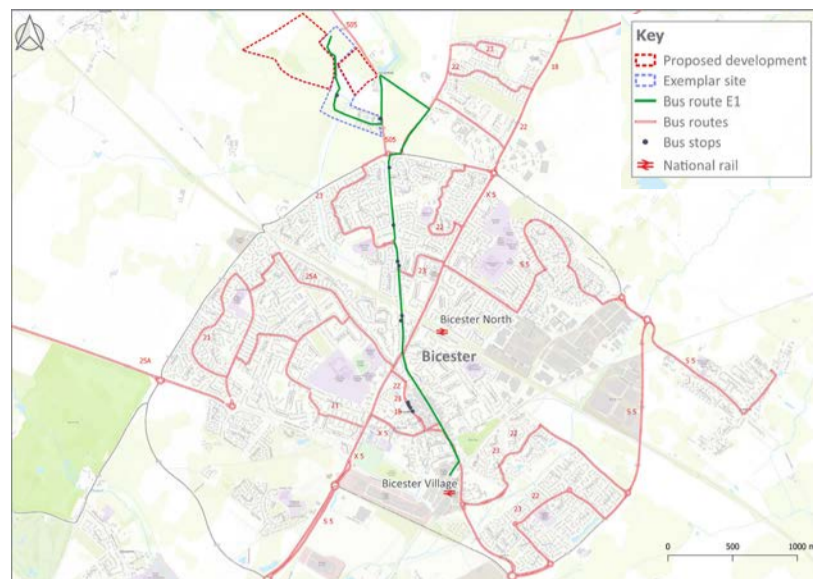 Key
Proposed development
Exemplar site
Bus route E1
Bus routes
Bus stops
National rail
505
21
22
18
22
505
23
X5
22
25A
23
S5
Bicester North
21
Bicester
25A
S5
22
26
18
21
X5
22
S5
X5
23
Bicester Village
23
22
S5
0 500 1000 m